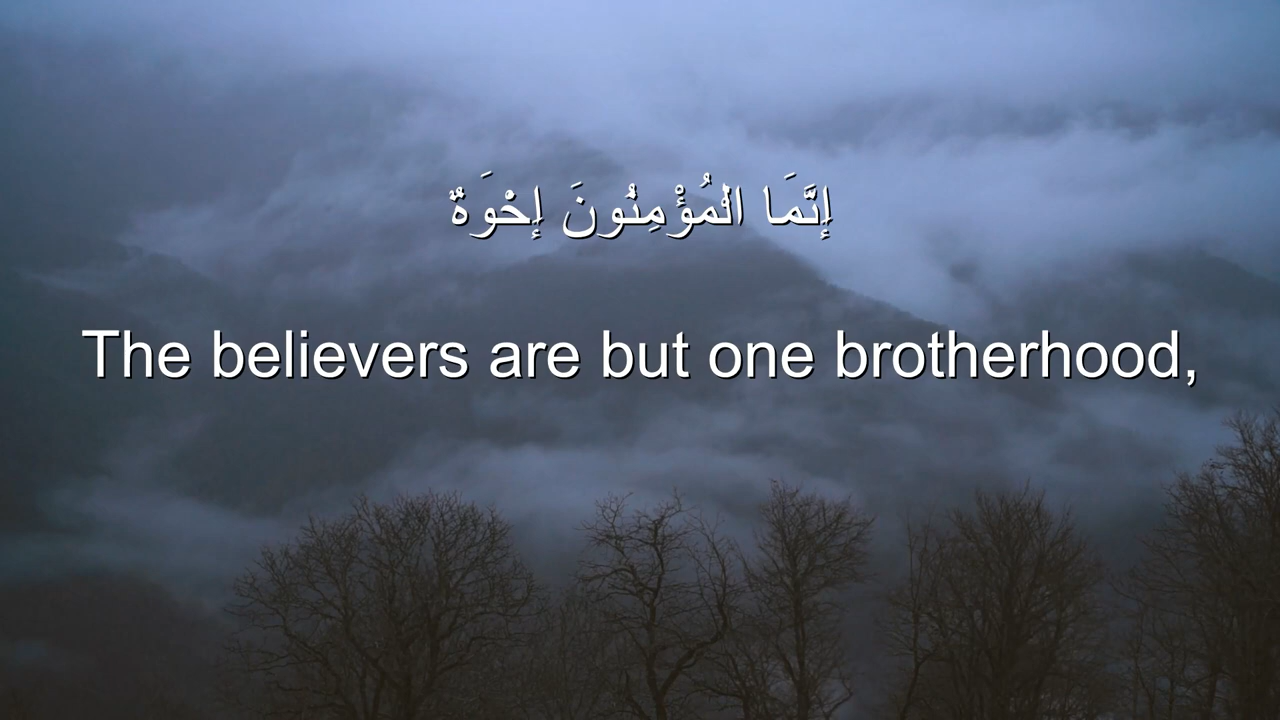 إِنَّمَا الْمُؤْمِنُونَ إِخْوَةٌ
The believers are but one brotherhood,